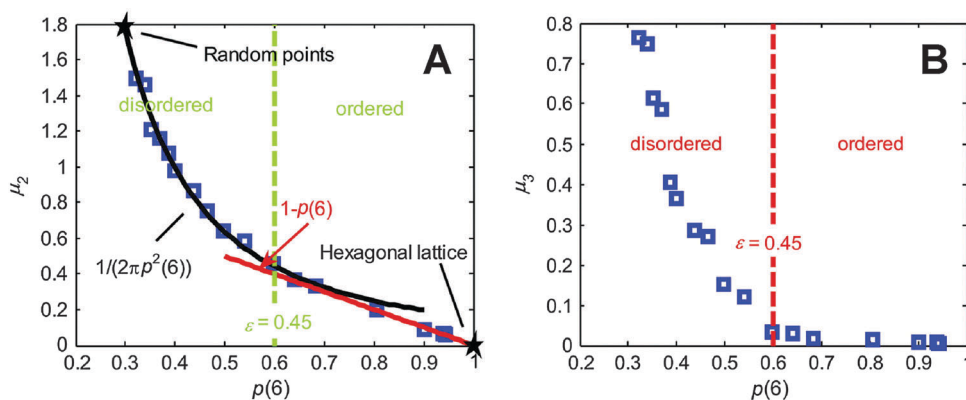 A
1.8
1.6
1.4
1.2
1
0.8
0.6
0.4
0.2
0
μ2
Random points
disordered
ordered
1-p(6)
Hexagonal lattice
1/(2πp²(6))
ε = 0.45
0.2 0.3 0.4 0.5 0.6 0.7 0.8 0.9 1
p(6)
B
0.8
0.7
0.6
0.5
0.4
0.3
0.2
0.1
0
μ3
disordered
ordered
ε = 0.45
0.2 0.3 0.4 0.5 0.6 0.7 0.8 0.9 1
p(6)